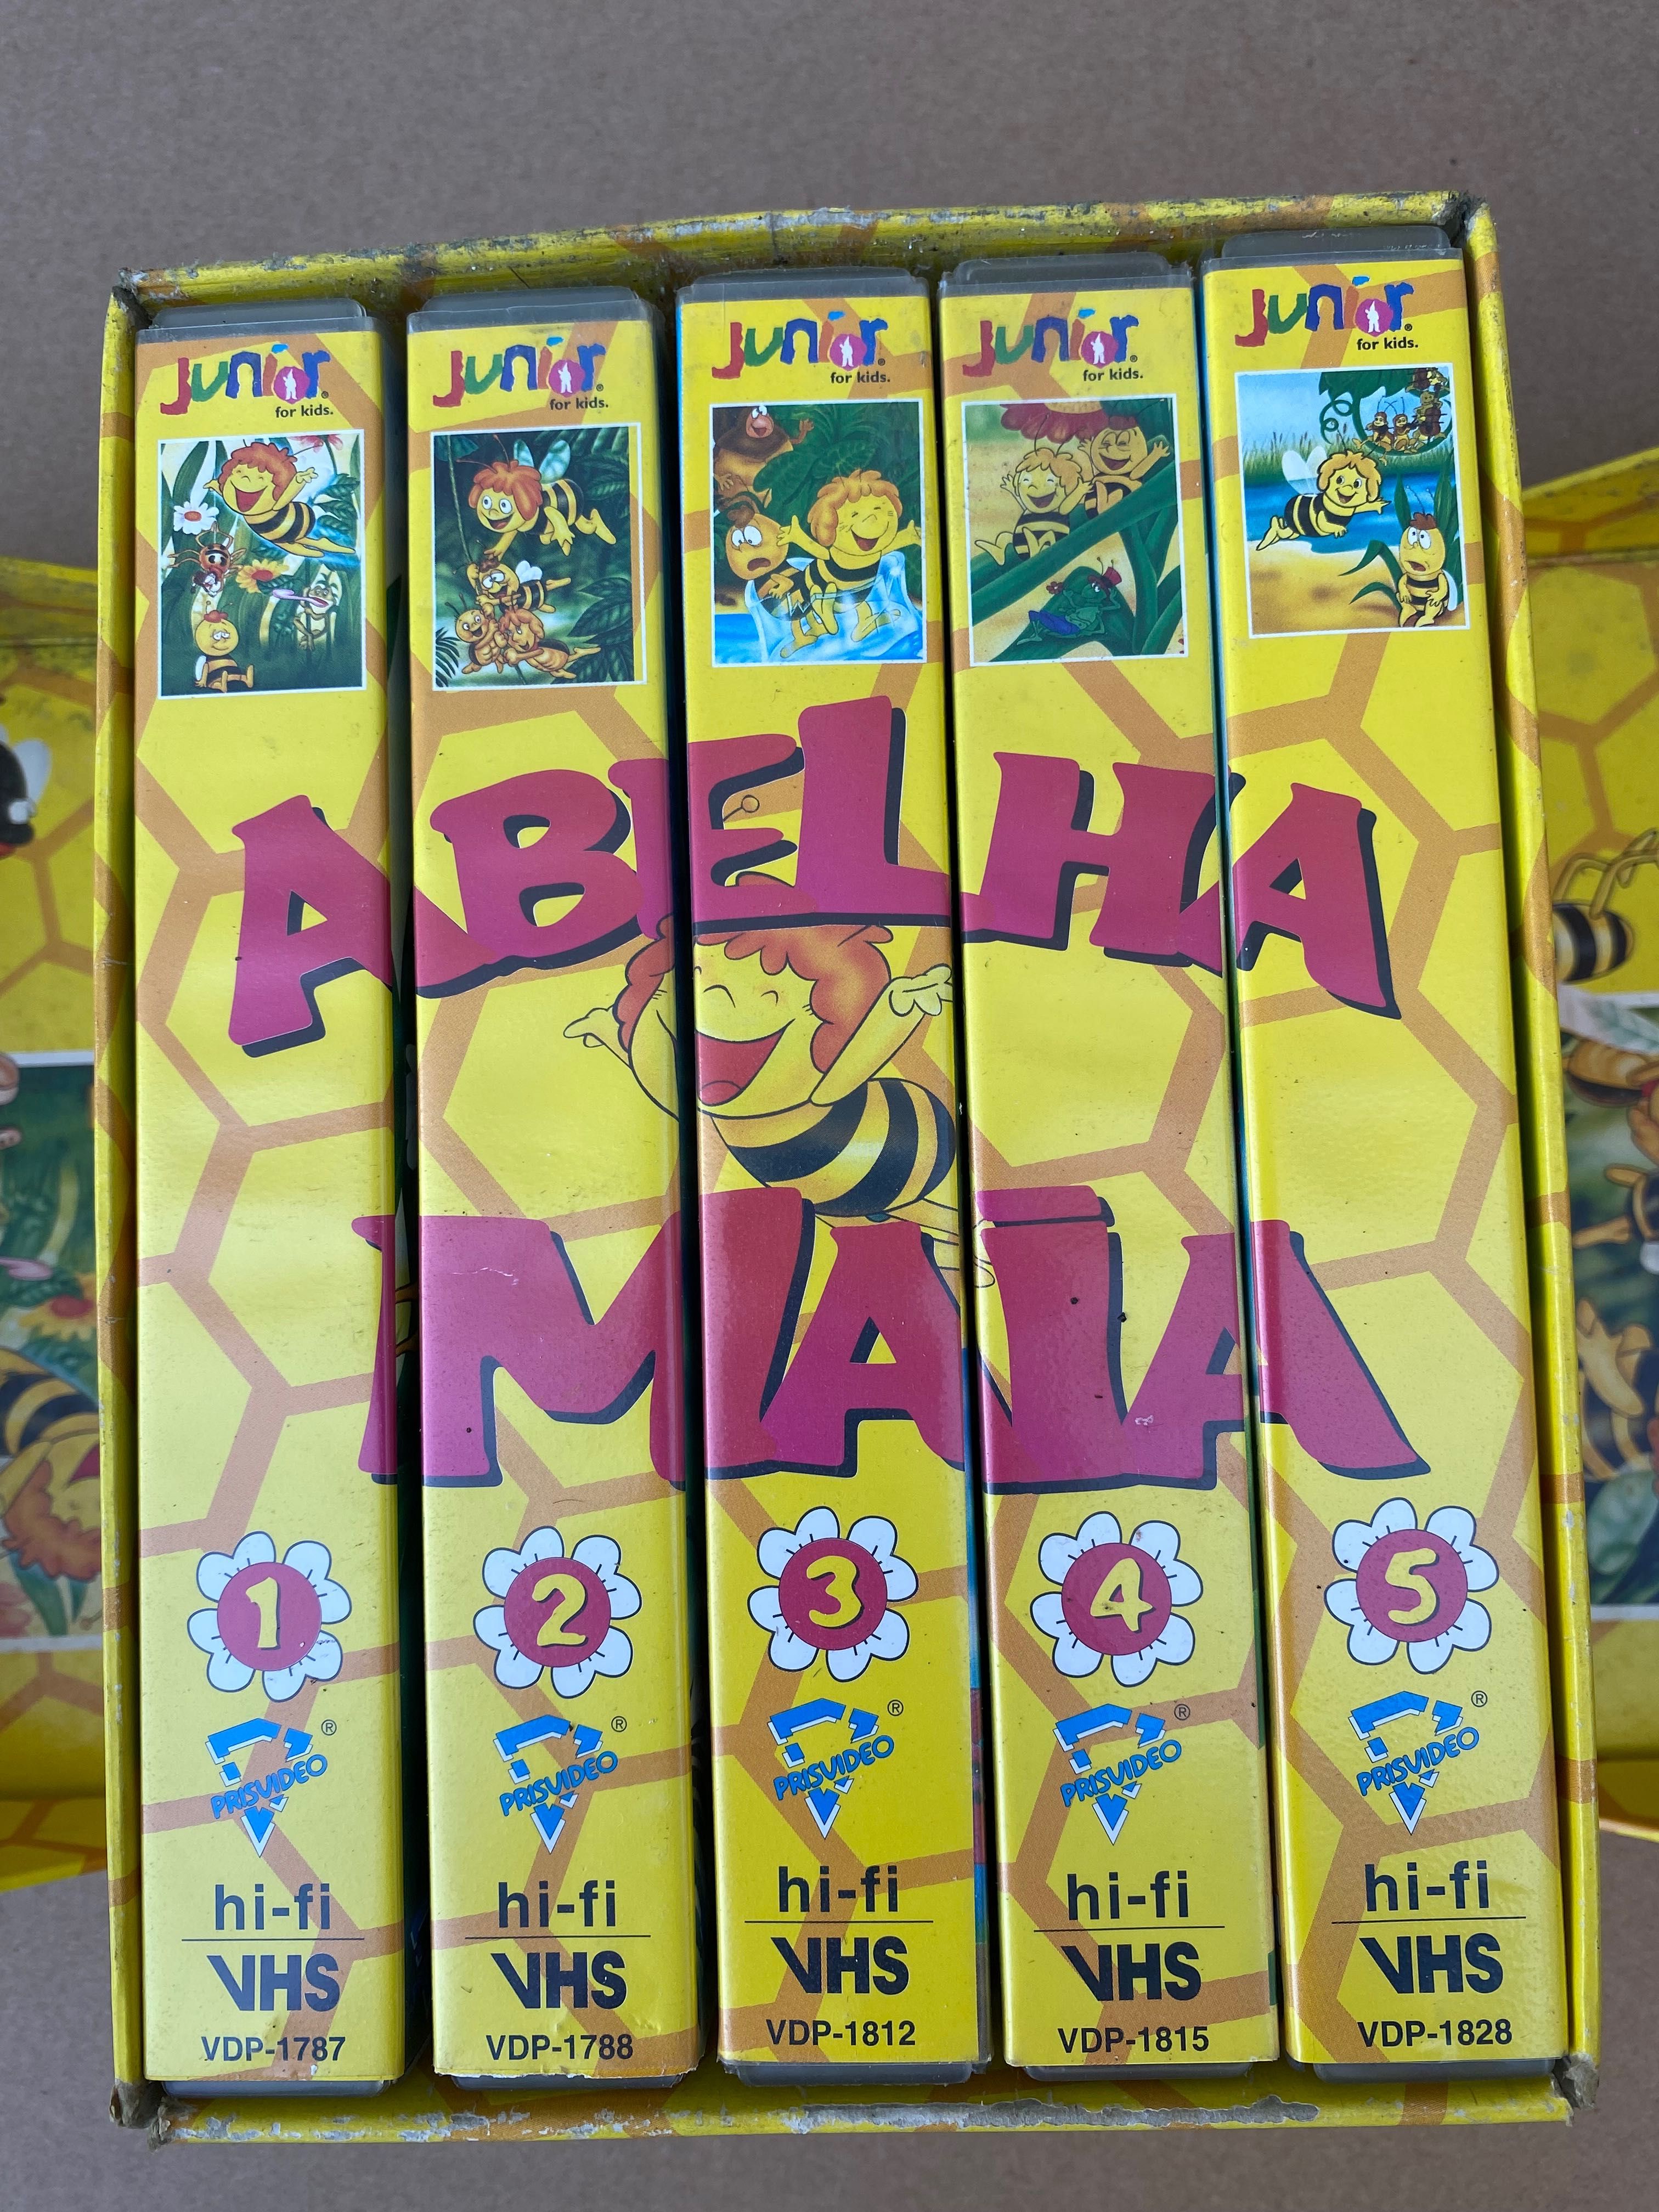 JUNIOR®
for kids.
JUNIOR®
for kids.
JUNIOR®
for kids.
JUNIOR®
for kids.
JUNIOR®
for kids.
ABELHA
MAIA
1
2
3
4
5
PRISVIDEO ®
PRISVIDEO ®
PRISVIDEO ®
PRISVIDEO ®
PRISVIDEO ®
hi-fi
VHS
VDP-1787
hi-fi
VHS
VDP-1788
hi-fi
VHS
VDP-1812
hi-fi
VHS
VDP-1815
hi-fi
VHS
VDP-1828